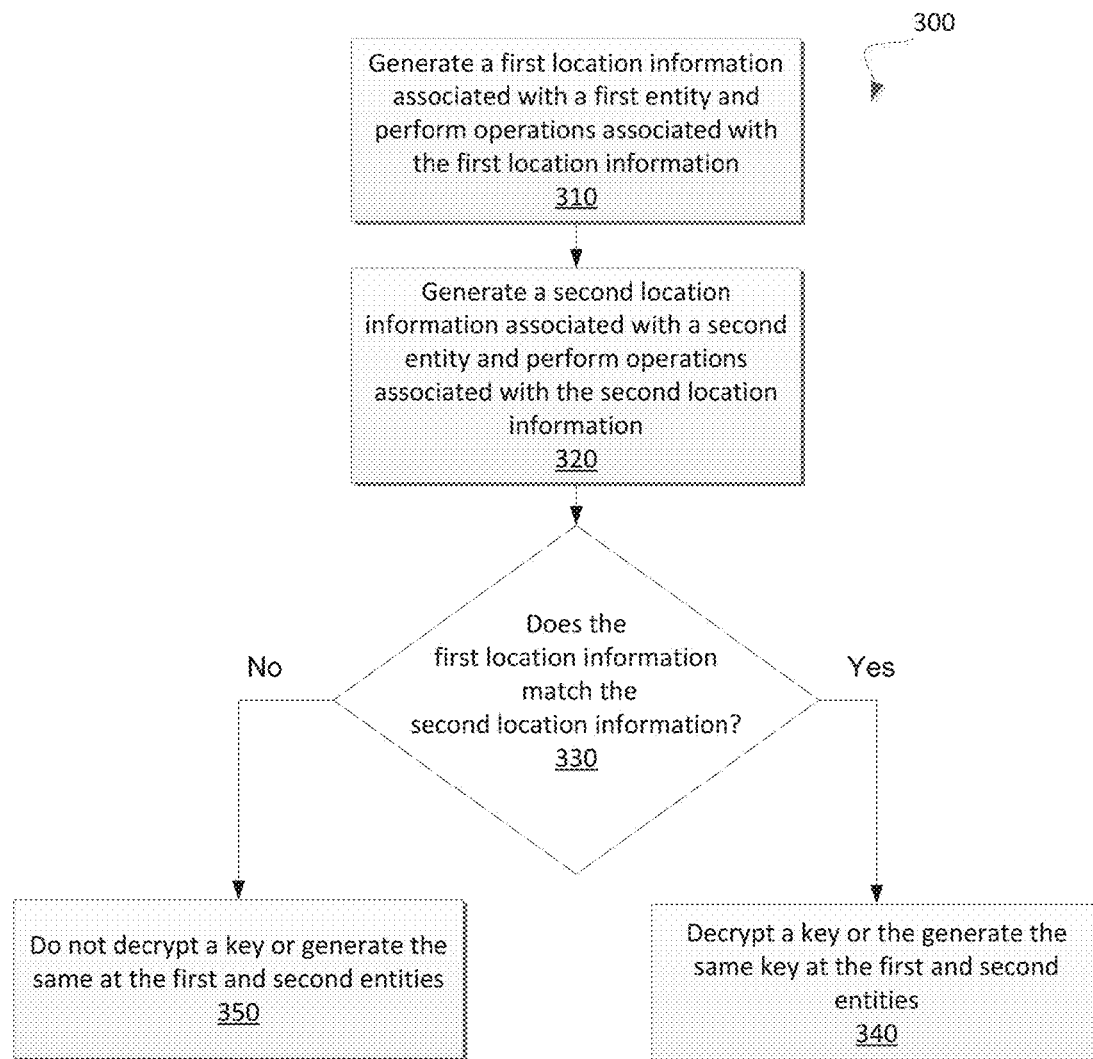 300
Generate a first location information
associated with a first entity and
perform operations associated with
the first location information
310
Generate a second location
information associated with a second
entity and perform operations
associated with the second location
information
320
Does the
first location information
match the
second location information?
330
No
Yes
Do not decrypt a key or generate the
same at the first and second entities
350
Decrypt a key or the generate the
same key at the first and second
entities
340